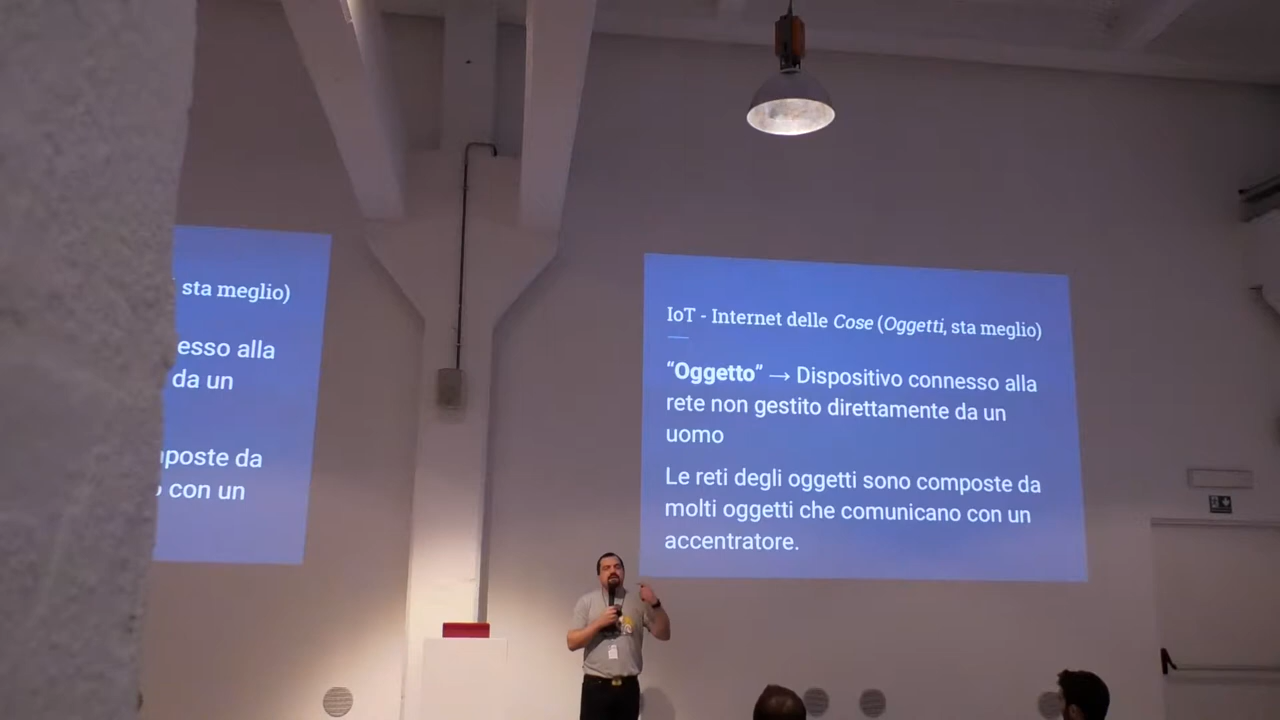 sta meglio)
esso alla
da un
poste da
con un
IoT - Internet delle Cose (Oggetti, sta meglio)
“Oggetto” → Dispositivo connesso alla
rete non gestito direttamente da un
uomo
Le reti degli oggetti sono composte da
molti oggetti che comunicano con un
accentratore.